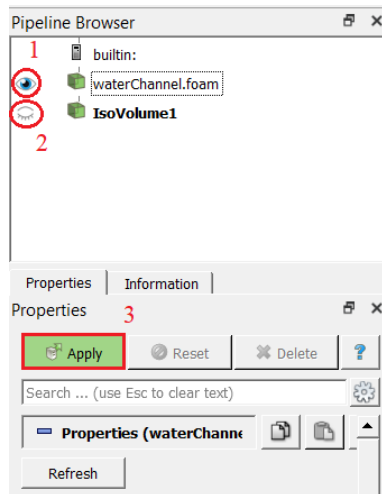 Pipeline Browser
1
builtin:
waterChannel.foam
IsoVolume1
2
Properties Information
Properties
3
Apply Reset Delete ?
Search ... (use Esc to clear text)
Properties (waterChanne
Refresh